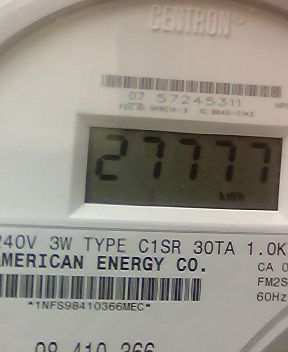 CENTRON®
07 57245311
27777
kWh
240V 3W TYPE C1SR 30TA 1.0K
AMERICAN ENERGY CO.
CA 0
FM2S
60Hz
*1NFS98410366MEC*
98 410 366